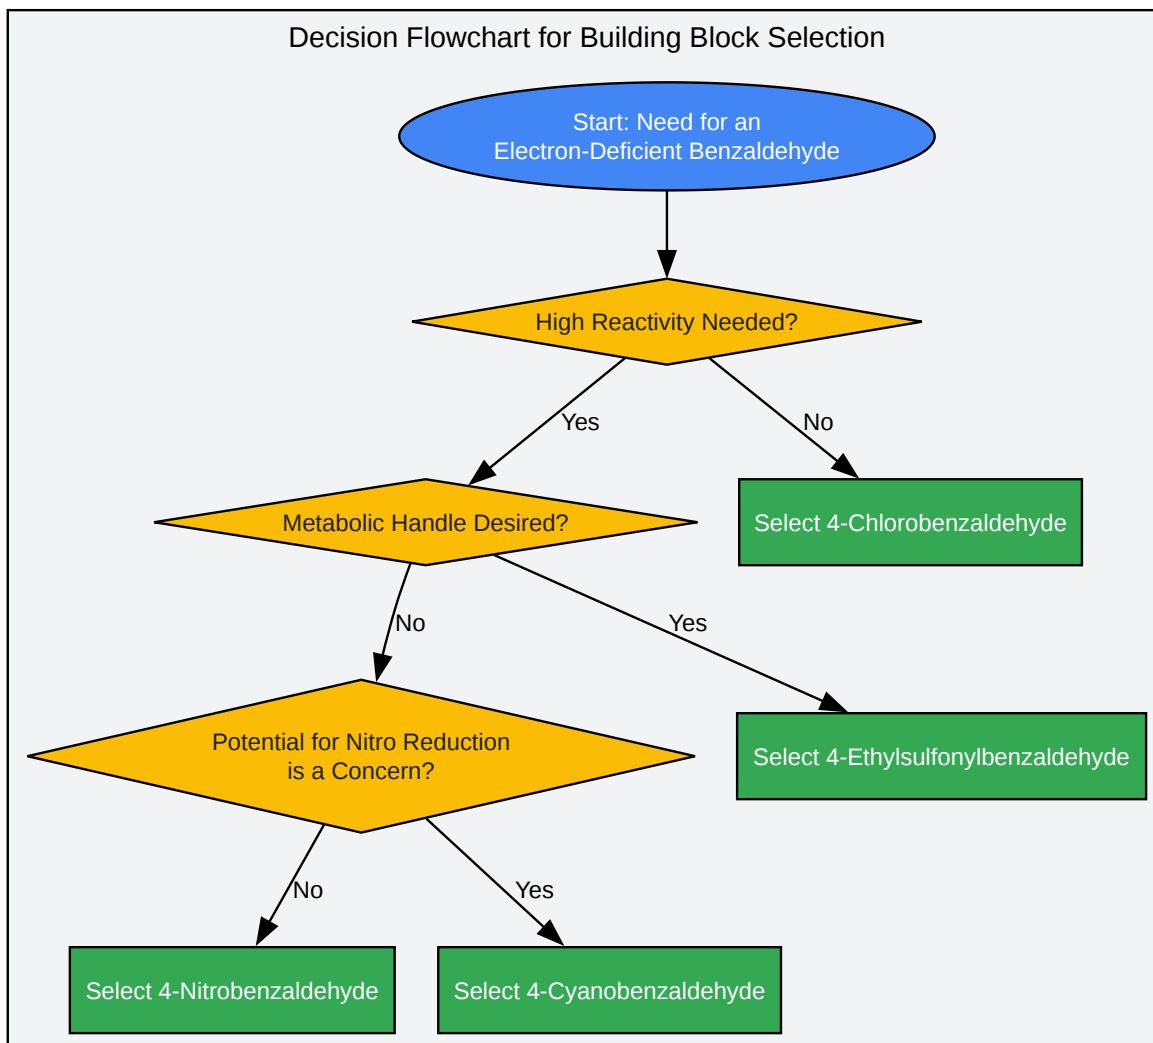 Decision Flowchart for Building Block Selection
Start: Need for an
Electron-Deficient Benzaldehyde
High Reactivity Needed?
Yes
No
Metabolic Handle Desired?
Select 4-Chlorobenzaldehyde
No
Yes
Potential for Nitro Reduction
is a Concern?
Select 4-Ethylsulfonylbenzaldehyde
No
Yes
Select 4-Nitrobenzaldehyde
Select 4-Cyanobenzaldehyde